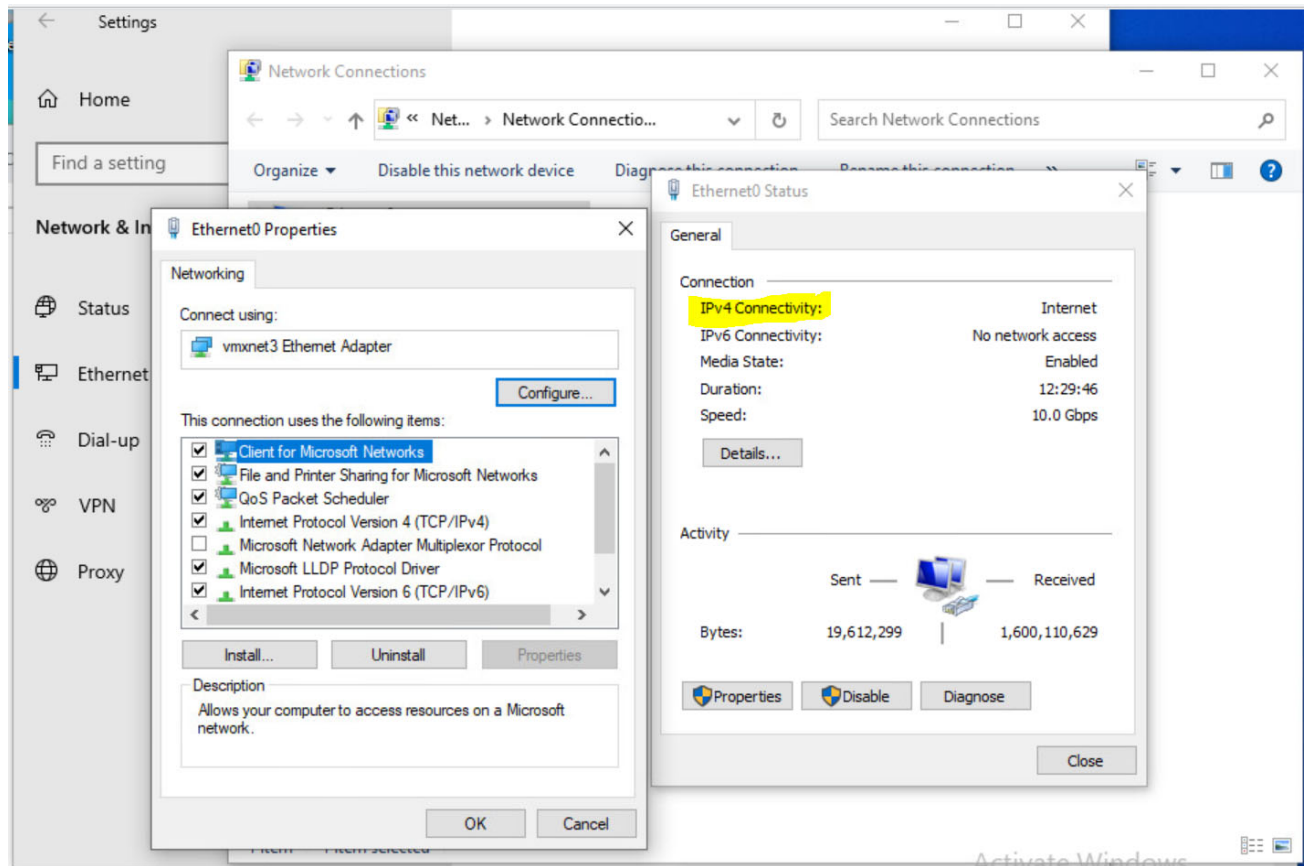 Settings
Home
Find a setting
Network & In
Status
Ethernet
Dial-up
VPN
Proxy
Network Connections
« Net... › Network Connectio...
Search Network Connections
Organize
Disable this network device
»
Ethernet0 Properties
Networking
Connect using:
vmxnet3 Ethernet Adapter
Configure...
This connection uses the following items:
Client for Microsoft Networks
File and Printer Sharing for Microsoft Networks
QoS Packet Scheduler
Internet Protocol Version 4 (TCP/IPv4)
Microsoft Network Adapter Multiplexor Protocol
Microsoft LLDP Protocol Driver
Internet Protocol Version 6 (TCP/IPv6)
Install... Uninstall Properties
Description
Allows your computer to access resources on a Microsoft
network.
OK Cancel
Ethernet0 Status
General
Connection
IPv4 Connectivity: Internet
IPv6 Connectivity: No network access
Media State: Enabled
Duration: 12:29:46
Speed: 10.0 Gbps
Details...
Activity
Sent Received
Bytes: 19,612,299 1,600,110,629
Properties Disable Diagnose
Close
Activate Windows